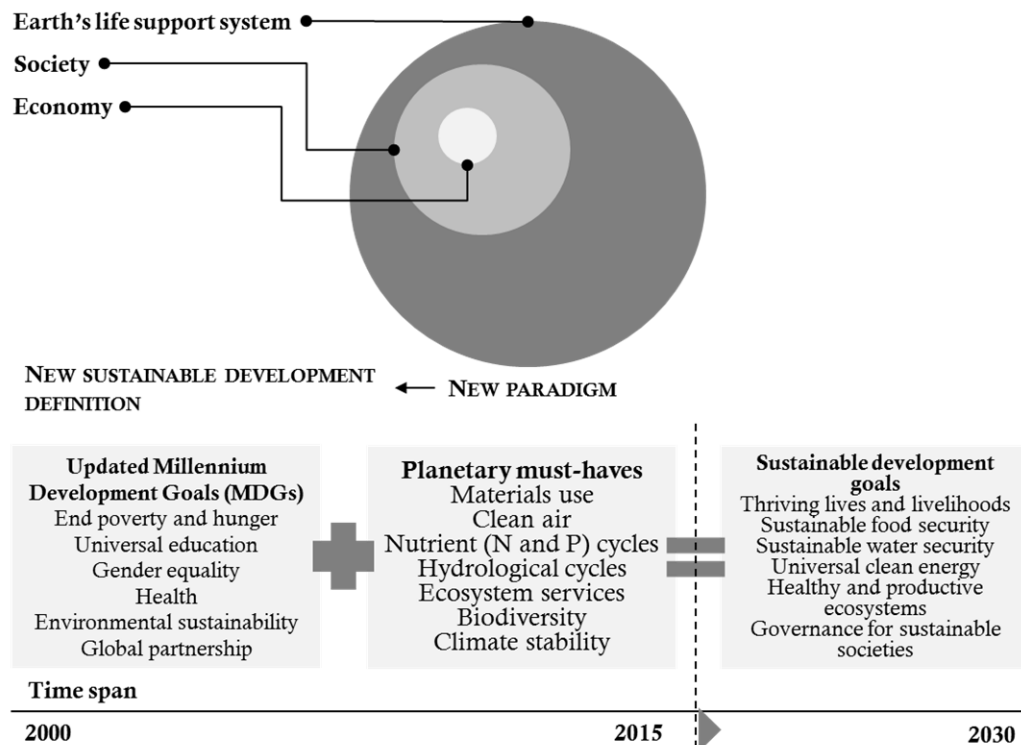 Earth's life support system
Society
Economy
NEW SUSTAINABLE DEVELOPMENT
DEFINITION
NEW PARADIGM
Updated Millennium
Development Goals (MDGs)
End poverty and hunger
Universal education
Gender equality
Health
Environmental sustainability
Global partnership
Planetary must-haves
Materials use
Clean air
Nutrient (N and P) cycles
Hydrological cycles
Ecosystem services
Biodiversity
Climate stability
Sustainable development
goals
Thriving lives and livelihoods
Sustainable food security
Sustainable water security
Universal clean energy
Healthy and productive
ecosystems
Governance for sustainable
societies
Time span
2000
2015
2030